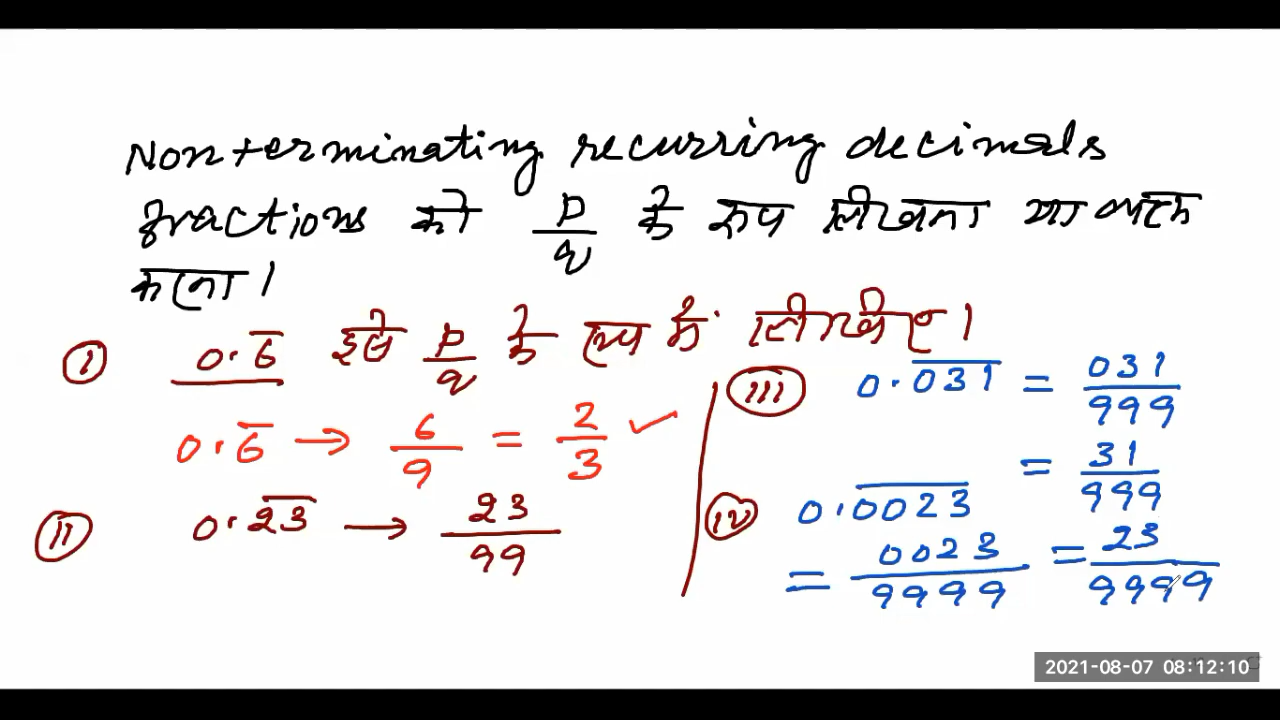 Non terminating recurring decimals
fractions को p/q के रूप लीखना या व्यक्त
करना।
(i) 0.6̅ इसे p/q के रूप में लीखीए।
0.6̅ → 6/9 = 2/3 ✓
(ii) 0.2̅3̅ → 23/99
(iii) 0.0̅3̅1̅ = 031/999
= 31/999
(iv) 0.0̅0̅2̅3̅
= 0023/9999 = 23/9999
2021-08-07 08:12:10